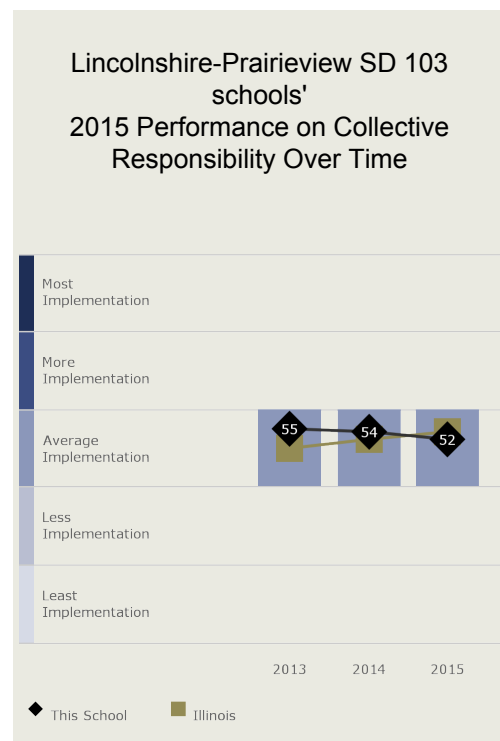 Lincolnshire-Prairieview SD 103
schools'
2015 Performance on Collective
Responsibility Over Time
Most
Implementation
More
Implementation
Average
Implementation
55
54
52
Less
Implementation
Least
Implementation
2013
2014
2015
This School
Illinois